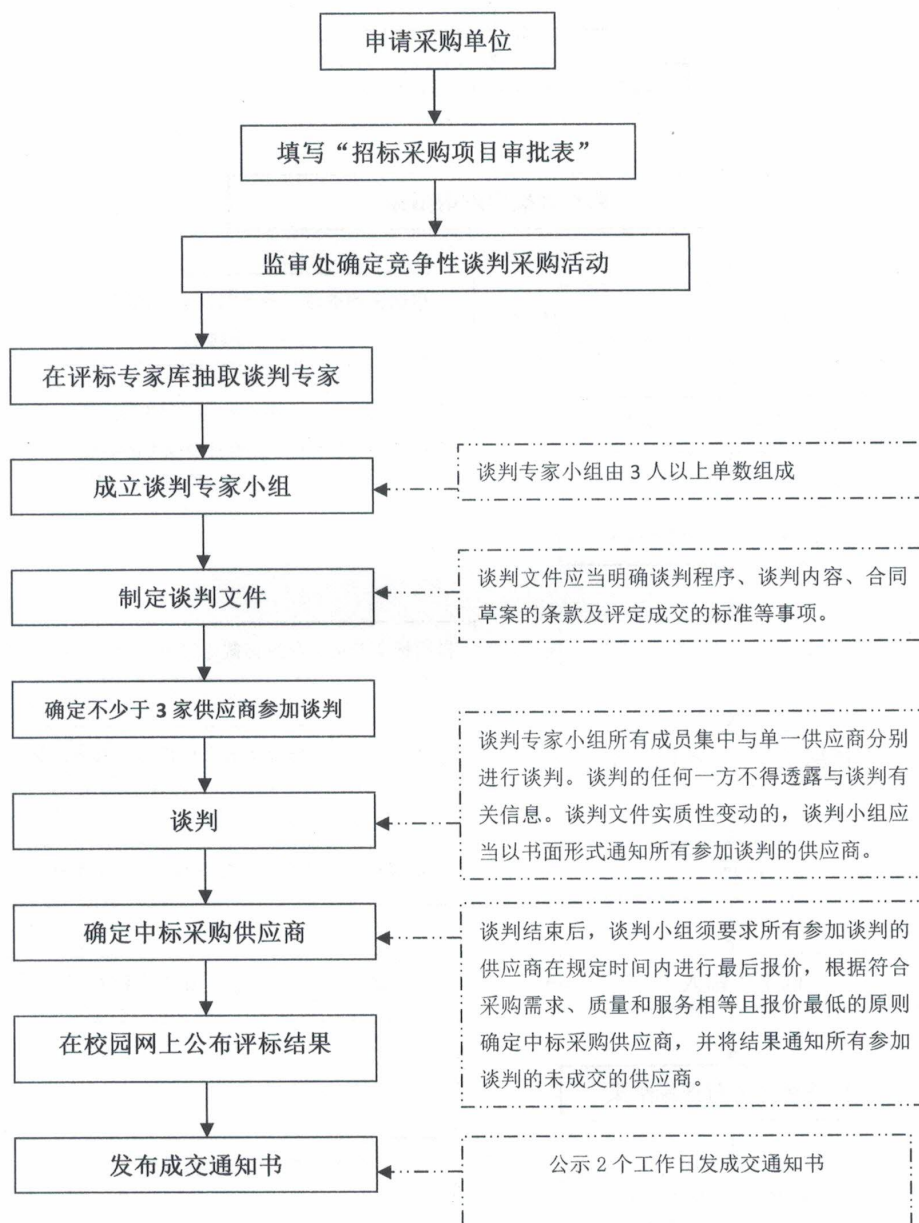 申请采购单位
填写“招标采购项目审批表”
监审处确定竞争性谈判采购活动
在评标专家库抽取谈判专家
成立谈判专家小组
谈判专家小组由 3 人以上单数组成
制定谈判文件
谈判文件应当明确谈判程序、谈判内容、合同
草案的条款及评定成交的标准等事项。
确定不少于 3 家供应商参加谈判
谈判
谈判专家小组所有成员集中与单一供应商分别
进行谈判。谈判的任何一方不得透露与谈判有
关信息。谈判文件实质性变动的，谈判小组应
当以书面形式通知所有参加谈判的供应商。
确定中标采购供应商
谈判结束后，谈判小组须要求所有参加谈判的
供应商在规定时间内进行最后报价，根据符合
采购需求、质量和服务相等且报价最低的原则
确定中标采购供应商，并将结果通知所有参加
谈判的未成交的供应商。
在校园网上公布评标结果
发布成交通知书
公示 2 个工作日发成交通知书